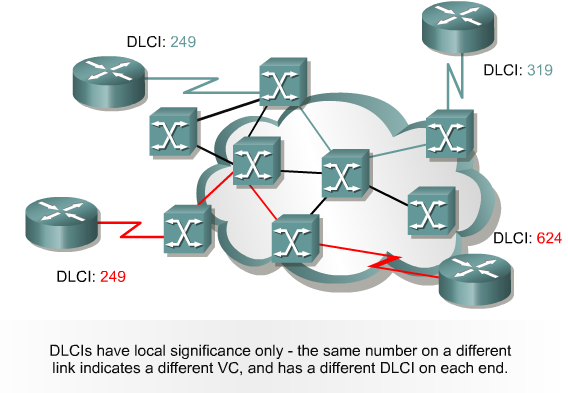 DLCI: 249
DLCI: 319
DLCI: 624
DLCI: 249
DLCIs have local significance only - the same number on a different
link indicates a different VC, and has a different DLCI on each end.